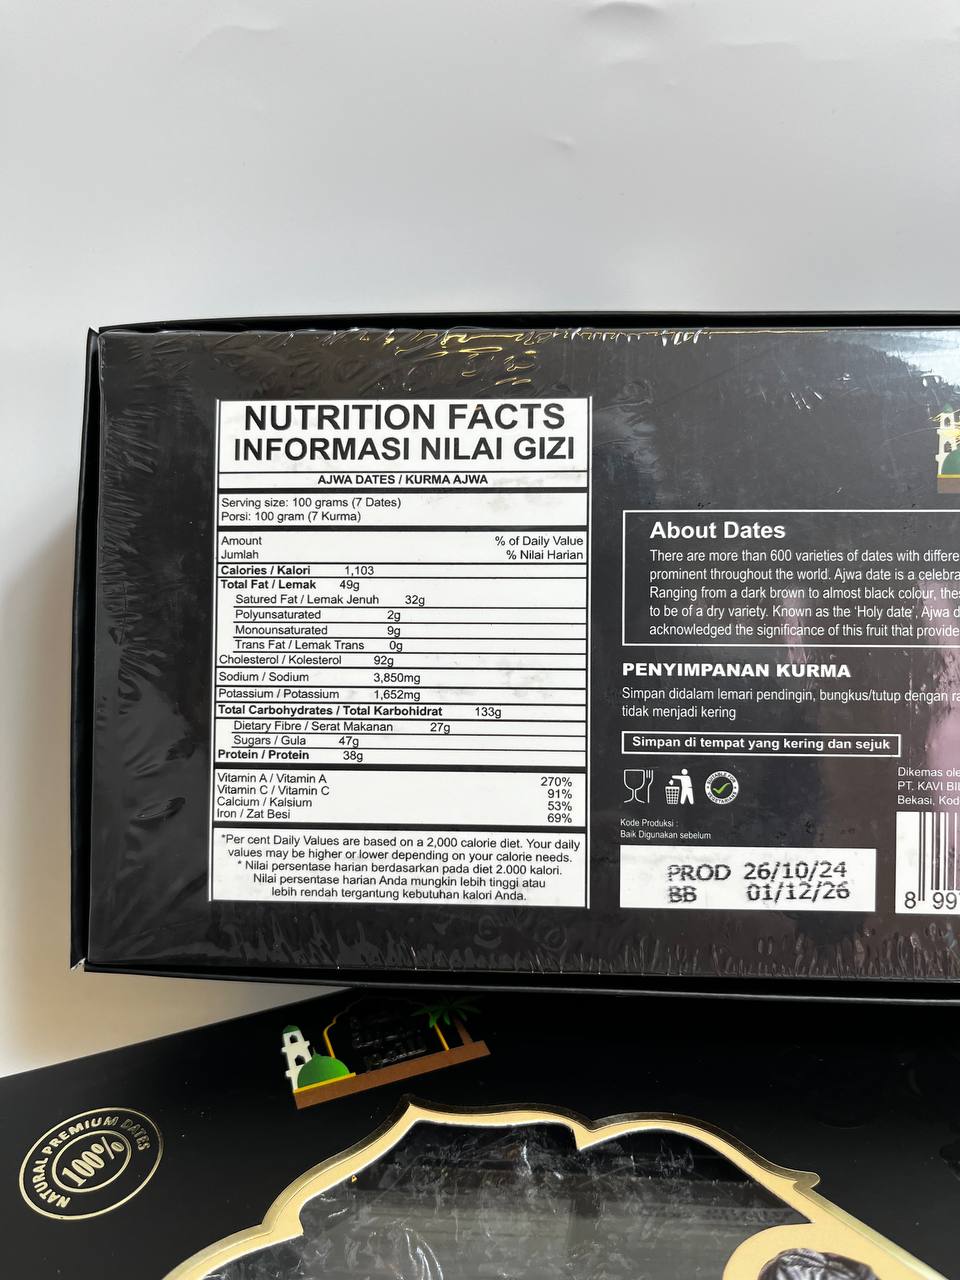 NUTRITION FACTS
INFORMASI NILAI GIZI
AJWA DATES / KURMA AJWA
Serving size: 100 grams (7 Dates)
Porsi: 100 gram (7 Kurma)
Amount % of Daily Value
Jumlah % Nilai Harian
Calories / Kalori 1,103
Total Fat / Lemak 49g
Satured Fat / Lemak Jenuh 32g
Polyunsaturated 2g
Monounsaturated 9g
Trans Fat / Lemak Trans 0g
Cholesterol / Kolesterol 92g
Sodium / Sodium 3,850mg
Potassium / Potassium 1,652mg
Total Carbohydrates / Total Karbohidrat 133g
Dietary Fibre / Serat Makanan 27g
Sugars / Gula 47g
Protein / Protein 38g
Vitamin A / Vitamin A 270%
Vitamin C / Vitamin C 91%
Calcium / Kalsium 53%
Iron / Zat Besi 69%
*Per cent Daily Values are based on a 2,000 calorie diet. Your daily
values may be higher or lower depending on your calorie needs.
* Nilai persentase harian berdasarkan pada diet 2.000 kalori.
Nilai persentase harian Anda mungkin lebih tinggi atau
lebih rendah tergantung kebutuhan kalori Anda.
About Dates
There are more than 600 varieties of dates with differe
prominent throughout the world. Ajwa date is a celebra
Ranging from a dark brown to almost black colour, thes
to be of a dry variety. Known as the 'Holy date', Ajwa d
acknowledged the significance of this fruit that provide
PENYIMPANAN KURMA
Simpan didalam lemari pendingin, bungkus/tutup dengan ra
tidak menjadi kering
Simpan di tempat yang kering dan sejuk
SUITABLE FOR
VEGETARIANS
Dikemas ole
PT. KAVI BI
Bekasi, Kod
Kode Produksi :
Baik Digunakan sebelum
PROD 26/10/24
BB 01/12/26
8 99
NATURAL PREMIUM DATES
100%